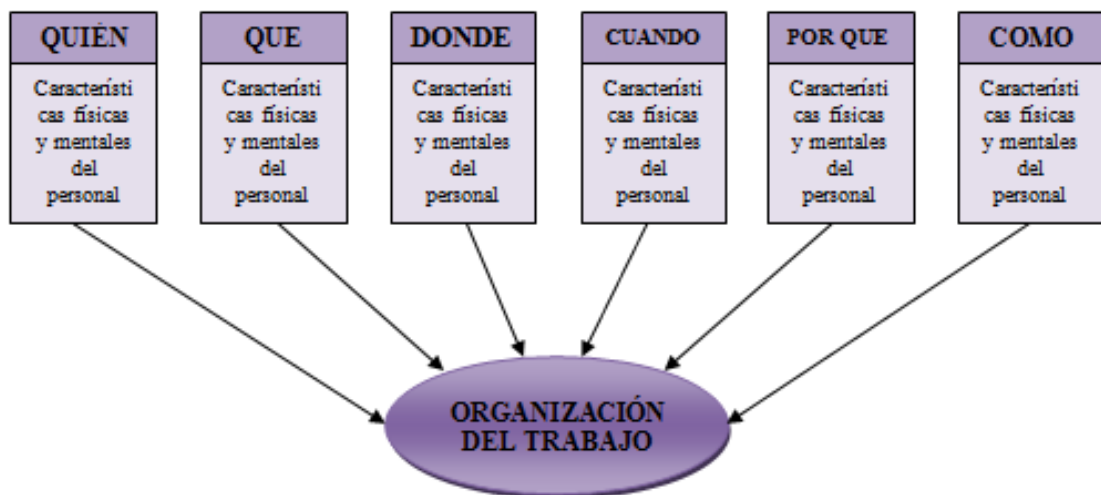 QUIÉN
Característi
cas físicas
y mentales
del
personal
QUE
Característi
cas físicas
y mentales
del
personal
DONDE
Característi
cas físicas
y mentales
del
personal
CUANDO
Característi
cas físicas
y mentales
del
personal
POR QUE
Característi
cas físicas
y mentales
del
personal
COMO
Característi
cas físicas
y mentales
del
personal
ORGANIZACIÓN
DEL TRABAJO